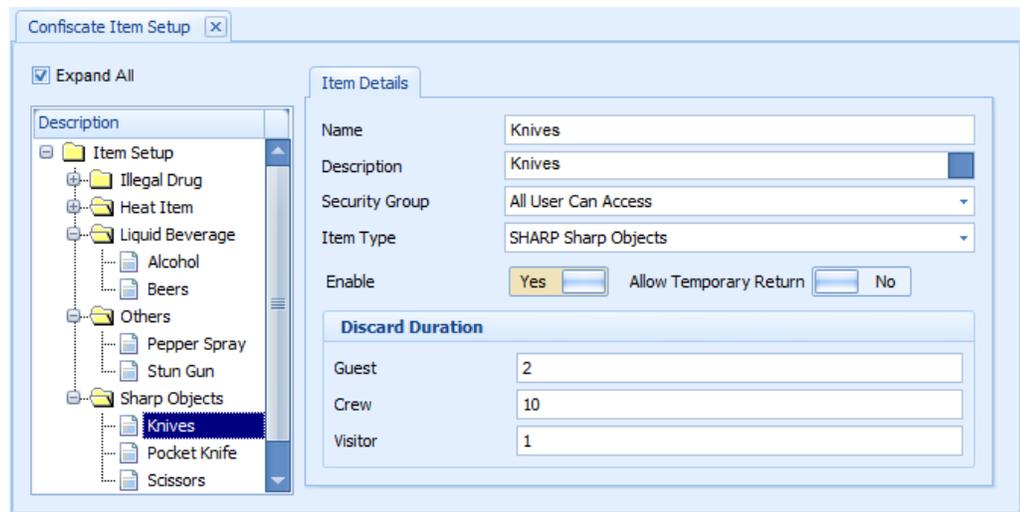 Confiscate Item Setup
Expand All
Description
Item Setup
Illegal Drug
Heat Item
Liquid Beverage
Alcohol
Beers
Others
Pepper Spray
Stun Gun
Sharp Objects
Knives
Pocket Knife
Scissors
Item Details
Name Knives
Description Knives
Security Group All User Can Access
Item Type SHARP Sharp Objects
Enable Yes Allow Temporary Return No
Discard Duration
Guest 2
Crew 10
Visitor 1